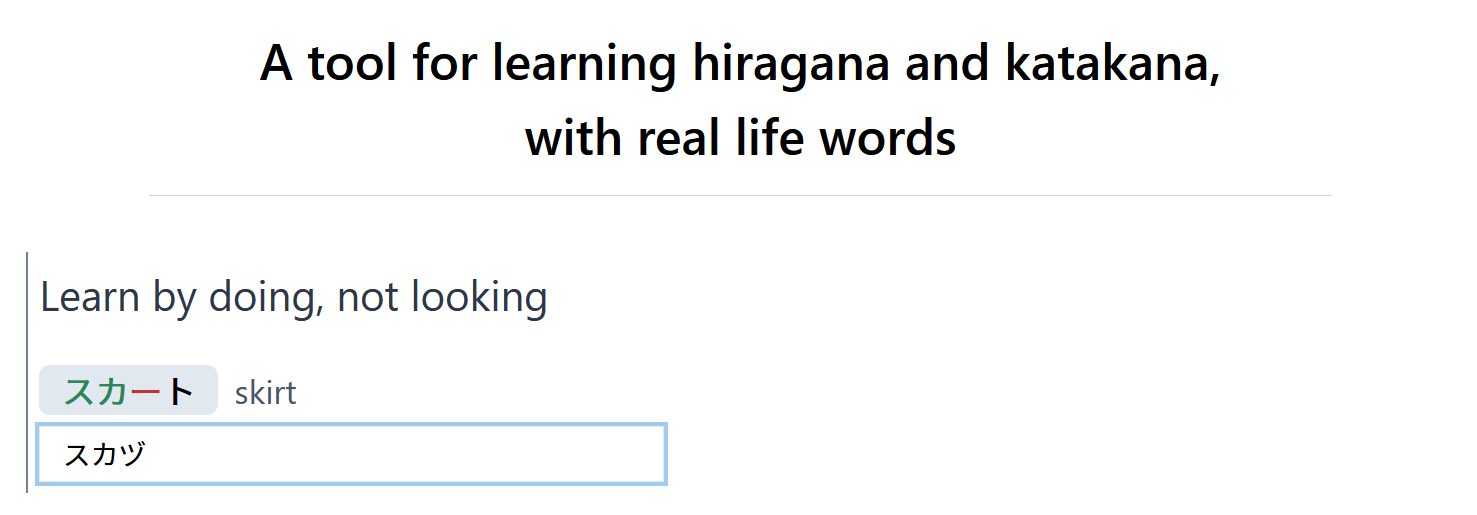 A tool for learning hiragana and katakana,
with real life words
Learn by doing, not looking
スカート skirt
スカヅ